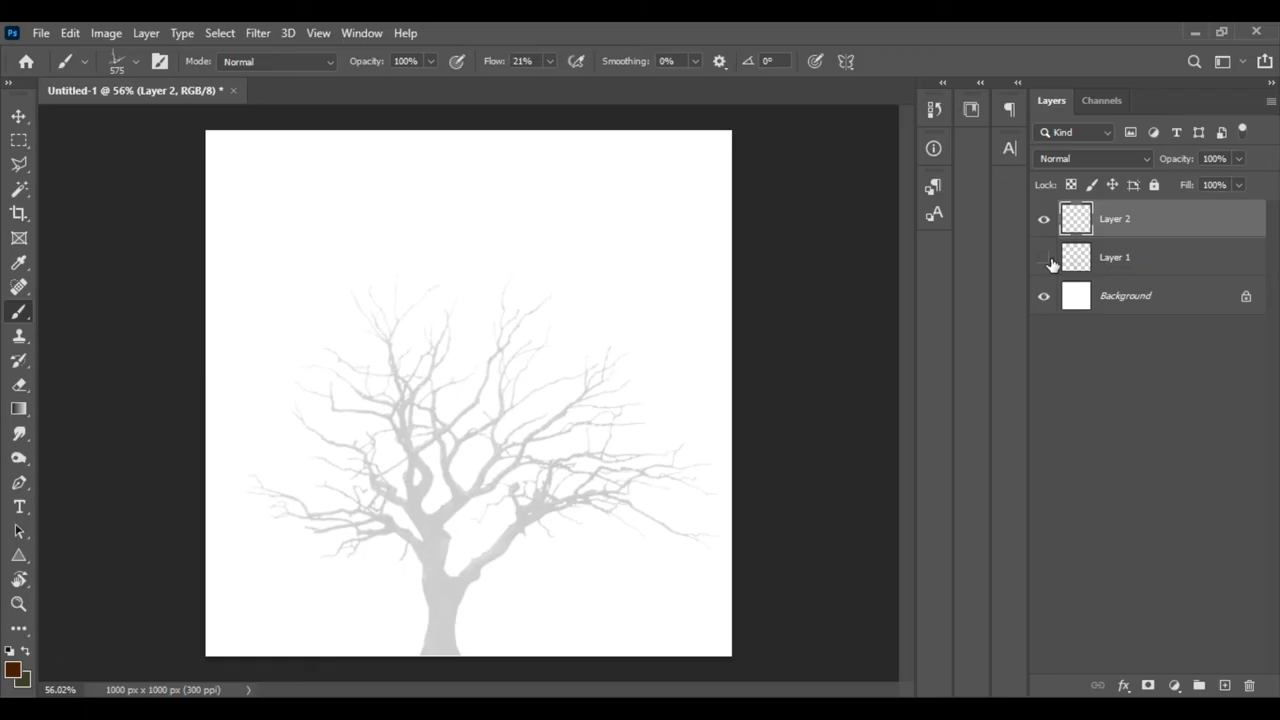 Ps File Edit Image Layer Type Select Filter 3D View Window Help
575 Mode: Normal Opacity: 100% Flow: 21% Smoothing: 0% 0°
Untitled-1 @ 56% (Layer 2, RGB/8) * ×
Layers Channels
Kind
Normal Opacity: 100%
Lock: Fill: 100%
Layer 2
Layer 1
Background
56.02% 1000 px x 1000 px (300 ppi)